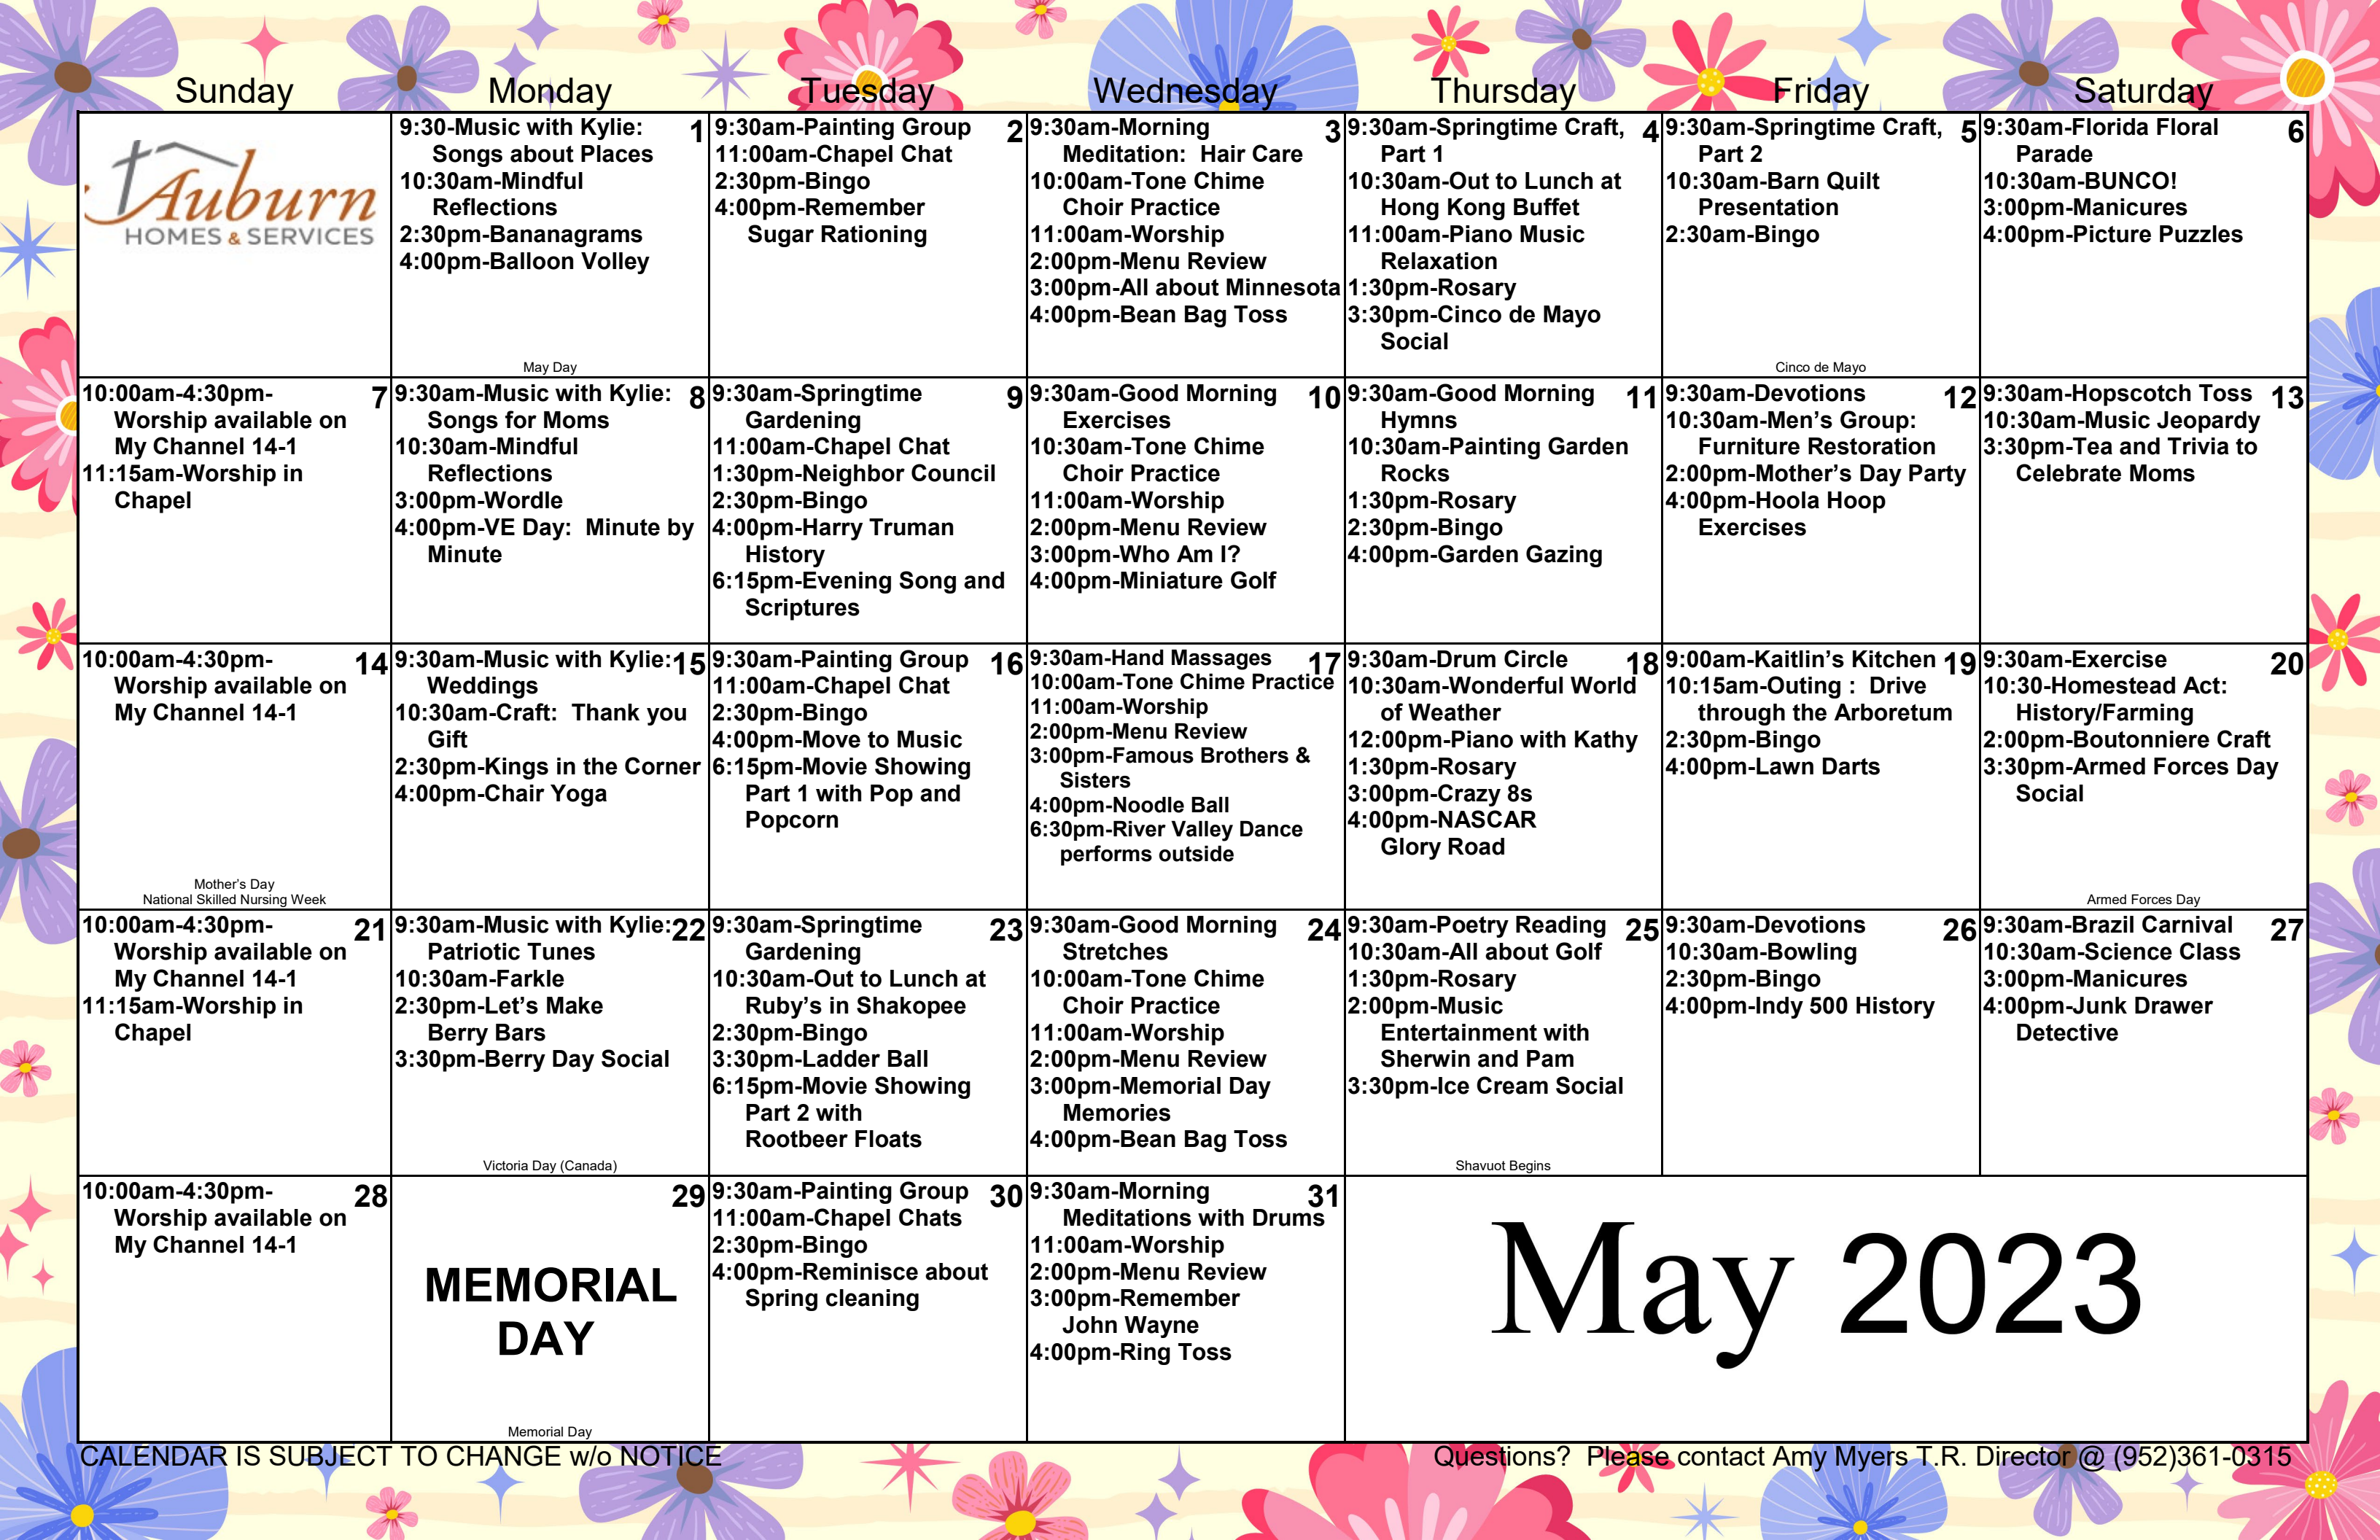 Sunday Monday Tuesday Wednesday Thursday Friday Saturday
Auburn
HOMES & SERVICES
9:30-Music with Kylie: 1
Songs about Places
10:30am-Mindful
Reflections
2:30pm-Bananagrams
4:00pm-Balloon Volley
May Day
9:30am-Painting Group 2
11:00am-Chapel Chat
2:30pm-Bingo
4:00pm-Remember
Sugar Rationing
9:30am-Morning 3
Meditation: Hair Care
10:00am-Tone Chime
Choir Practice
11:00am-Worship
2:00pm-Menu Review
3:00pm-All about Minnesota
4:00pm-Bean Bag Toss
9:30am-Springtime Craft, 4
Part 1
10:30am-Out to Lunch at
Hong Kong Buffet
11:00am-Piano Music
Relaxation
1:30pm-Rosary
3:30pm-Cinco de Mayo
Social
9:30am-Springtime Craft, 5
Part 2
10:30am-Barn Quilt
Presentation
2:30am-Bingo
Cinco de Mayo
9:30am-Florida Floral 6
Parade
10:30am-BUNCO!
3:00pm-Manicures
4:00pm-Picture Puzzles
10:00am-4:30pm- 7
Worship available on
My Channel 14-1
11:15am-Worship in
Chapel
9:30am-Music with Kylie: 8
Songs for Moms
10:30am-Mindful
Reflections
3:00pm-Wordle
4:00pm-VE Day: Minute by
Minute
9:30am-Springtime 9
Gardening
11:00am-Chapel Chat
1:30pm-Neighbor Council
2:30pm-Bingo
4:00pm-Harry Truman
History
6:15pm-Evening Song and
Scriptures
9:30am-Good Morning 10
Exercises
10:30am-Tone Chime
Choir Practice
11:00am-Worship
2:00pm-Menu Review
3:00pm-Who Am I?
4:00pm-Miniature Golf
9:30am-Good Morning 11
Hymns
10:30am-Painting Garden
Rocks
1:30pm-Rosary
2:30pm-Bingo
4:00pm-Garden Gazing
9:30am-Devotions 12
10:30am-Men's Group:
Furniture Restoration
2:00pm-Mother's Day Party
4:00pm-Hoola Hoop
Exercises
9:30am-Hopscotch Toss 13
10:30am-Music Jeopardy
3:30pm-Tea and Trivia to
Celebrate Moms
10:00am-4:30pm- 14
Worship available on
My Channel 14-1
Mother's Day
National Skilled Nursing Week
9:30am-Music with Kylie: 15
Weddings
10:30am-Craft: Thank you
Gift
2:30pm-Kings in the Corner
4:00pm-Chair Yoga
9:30am-Painting Group 16
11:00am-Chapel Chat
2:30pm-Bingo
4:00pm-Move to Music
6:15pm-Movie Showing
Part 1 with Pop and
Popcorn
9:30am-Hand Massages 17
10:00am-Tone Chime Practice
11:00am-Worship
2:00pm-Menu Review
3:00pm-Famous Brothers &
Sisters
4:00pm-Noodle Ball
6:30pm-River Valley Dance
performs outside
9:30am-Drum Circle 18
10:30am-Wonderful World
of Weather
12:00pm-Piano with Kathy
1:30pm-Rosary
3:00pm-Crazy 8s
4:00pm-NASCAR
Glory Road
9:00am-Kaitlin's Kitchen 19
10:15am-Outing : Drive
through the Arboretum
2:30pm-Bingo
4:00pm-Lawn Darts
9:30am-Exercise 20
10:30-Homestead Act:
History/Farming
2:00pm-Boutonniere Craft
3:30pm-Armed Forces Day
Social
Armed Forces Day
10:00am-4:30pm- 21
Worship available on
My Channel 14-1
11:15am-Worship in
Chapel
9:30am-Music with Kylie: 22
Patriotic Tunes
10:30am-Farkle
2:30pm-Let's Make
Berry Bars
3:30pm-Berry Day Social
Victoria Day (Canada)
9:30am-Springtime 23
Gardening
10:30am-Out to Lunch at
Ruby's in Shakopee
2:30pm-Bingo
3:30pm-Ladder Ball
6:15pm-Movie Showing
Part 2 with
Rootbeer Floats
9:30am-Good Morning 24
Stretches
10:00am-Tone Chime
Choir Practice
11:00am-Worship
2:00pm-Menu Review
3:00pm-Memorial Day
Memories
4:00pm-Bean Bag Toss
9:30am-Poetry Reading 25
10:30am-All about Golf
1:30pm-Rosary
2:00pm-Music
Entertainment with
Sherwin and Pam
3:30pm-Ice Cream Social
Shavuot Begins
9:30am-Devotions 26
10:30am-Bowling
2:30pm-Bingo
4:00pm-Indy 500 History
9:30am-Brazil Carnival 27
10:30am-Science Class
3:00pm-Manicures
4:00pm-Junk Drawer
Detective
10:00am-4:30pm- 28
Worship available on
My Channel 14-1
29
MEMORIAL
DAY
Memorial Day
9:30am-Painting Group 30
11:00am-Chapel Chats
2:30pm-Bingo
4:00pm-Reminisce about
Spring cleaning
9:30am-Morning 31
Meditations with Drums
11:00am-Worship
2:00pm-Menu Review
3:00pm-Remember
John Wayne
4:00pm-Ring Toss
May 2023
CALENDAR IS SUBJECT TO CHANGE w/o NOTICE
Questions? Please contact Amy Myers T.R. Director @ (952)361-0315